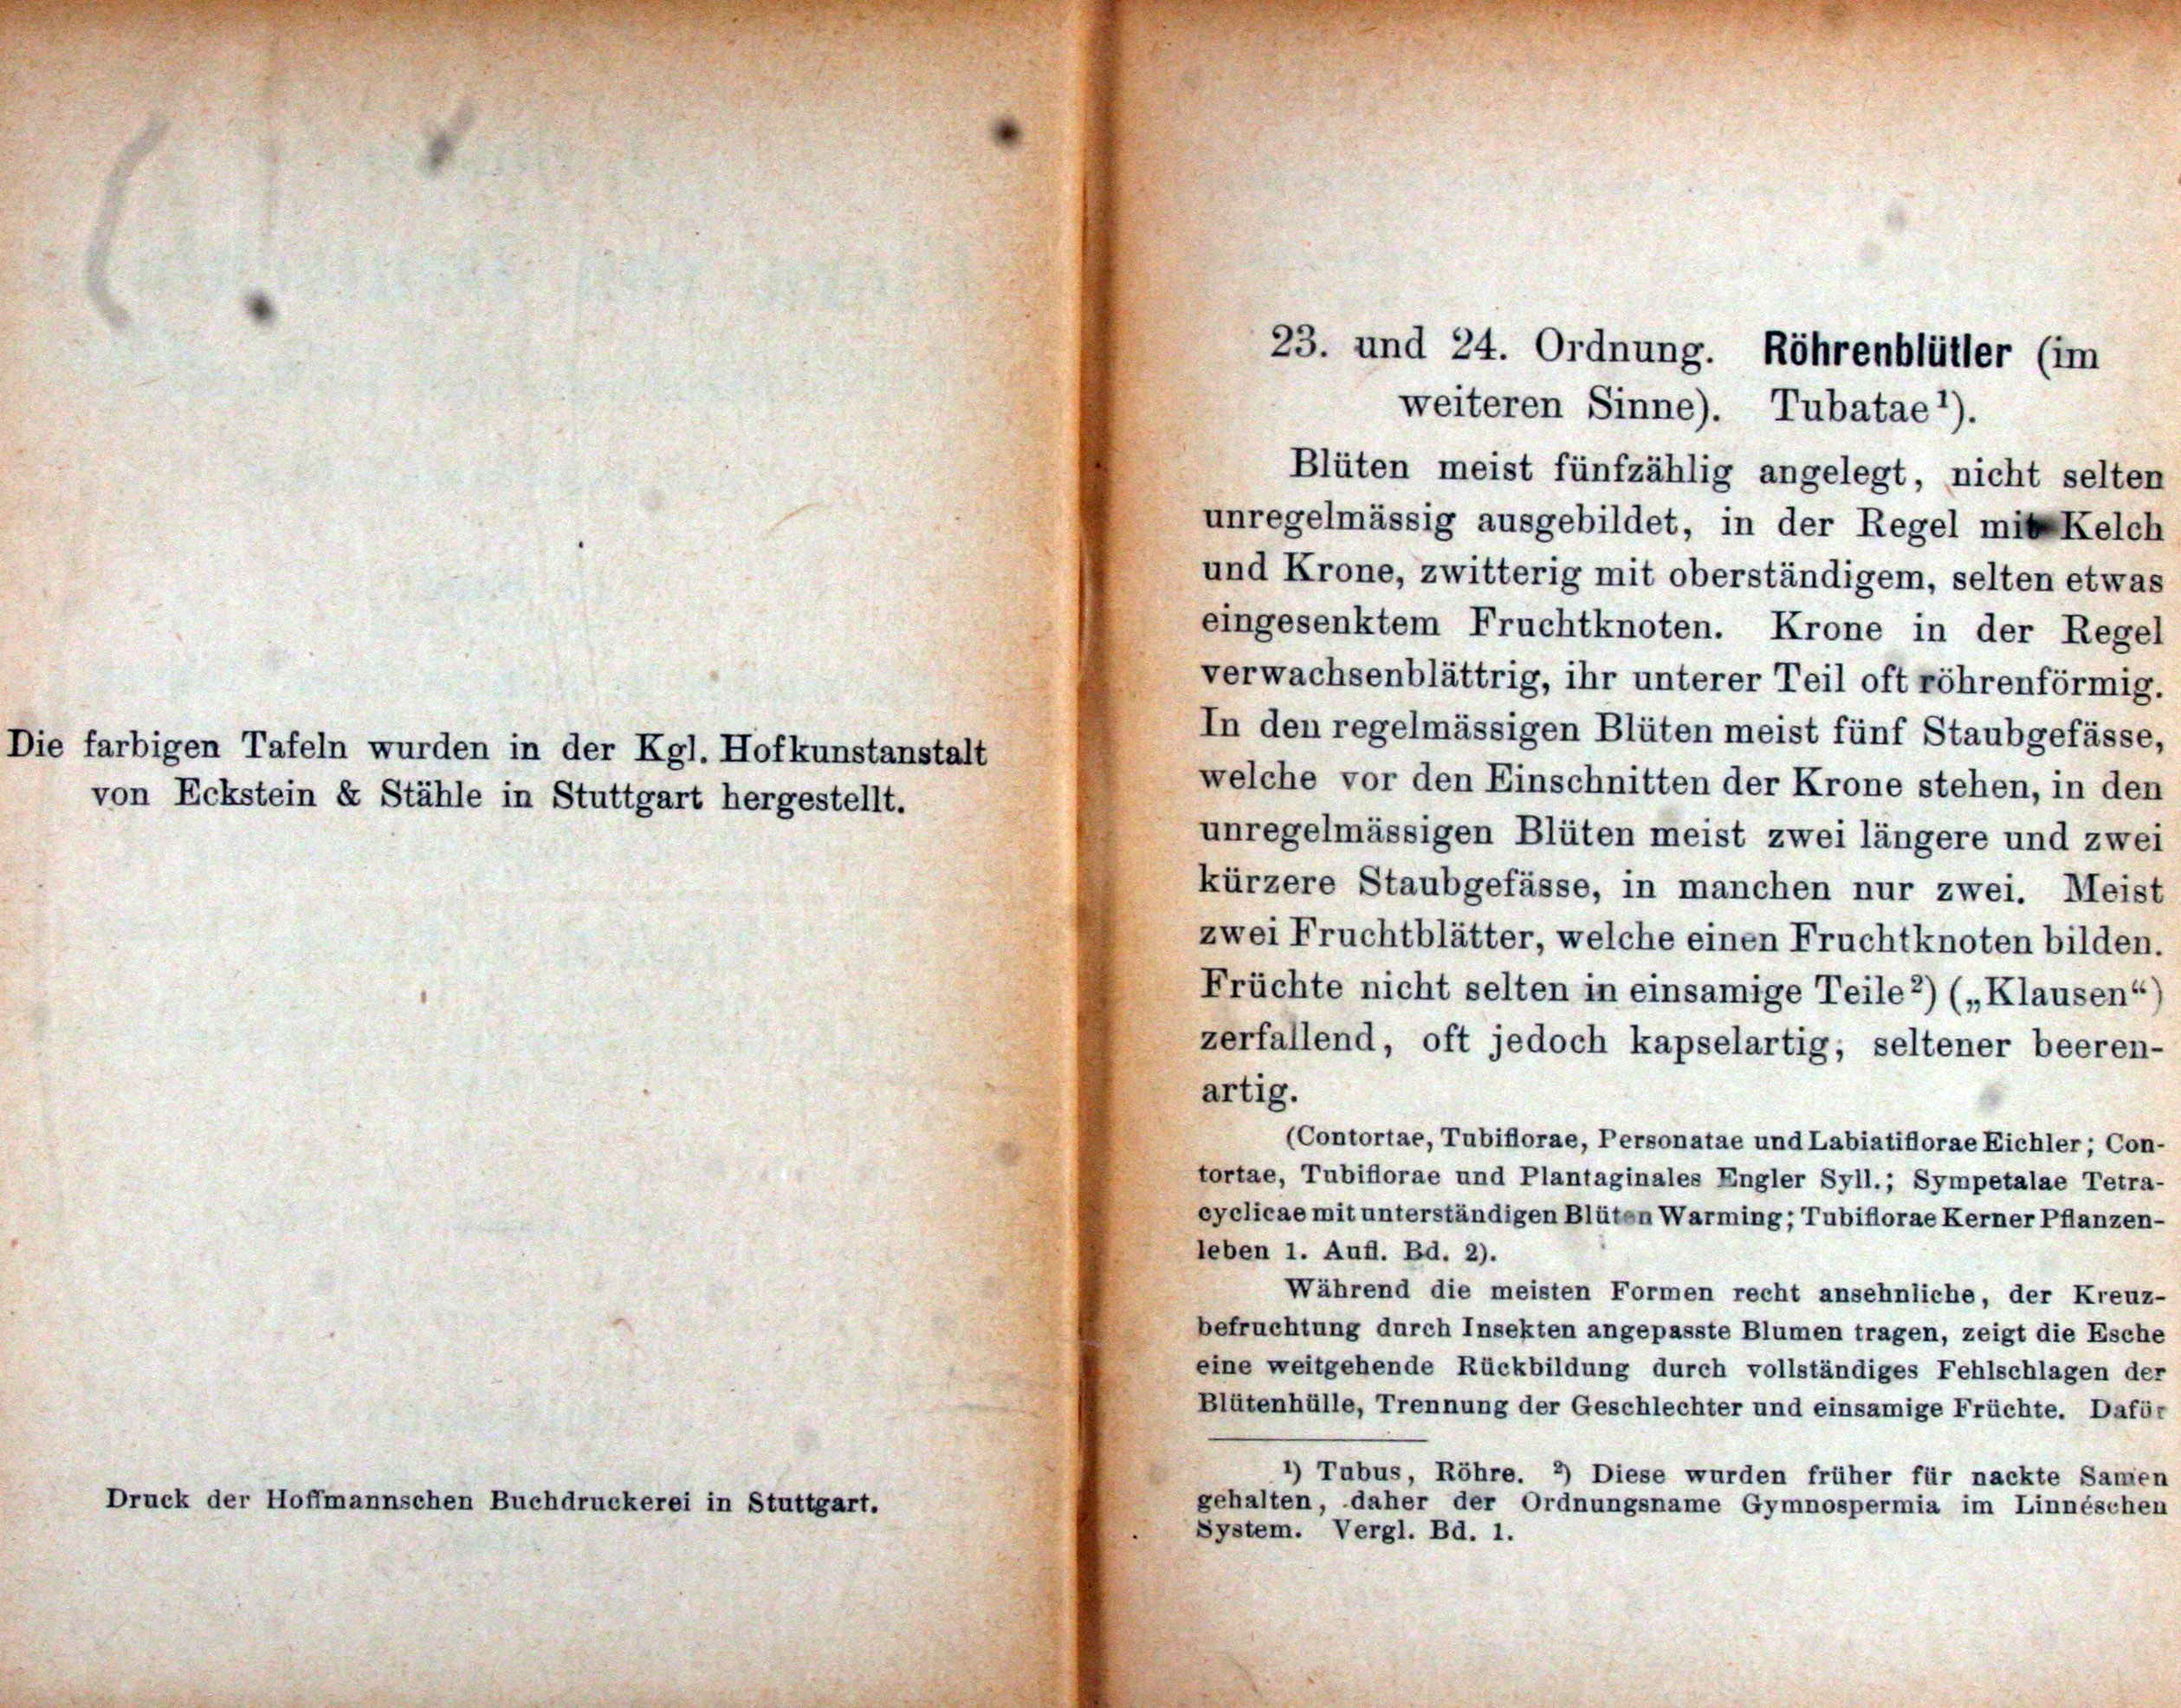 Die farbigen Tafeln wurden in der Kgl. Hofkunstanstalt
von Eckstein & Stähle in Stuttgart hergestellt.
Druck der Hoffmannschen Buchdruckerei in Stuttgart.
23. und 24. Ordnung. Röhrenblütler (im
weiteren Sinne). Tubatae¹).
Blüten meist fünfzählig angelegt, nicht selten
unregelmässig ausgebildet, in der Regel mit Kelch
und Krone, zwitterig mit oberständigem, selten etwas
eingesenktem Fruchtknoten. Krone in der Regel
verwachsenblättrig, ihr unterer Teil oft röhrenförmig.
In den regelmässigen Blüten meist fünf Staubgefässe,
welche vor den Einschnitten der Krone stehen, in den
unregelmässigen Blüten meist zwei längere und zwei
kürzere Staubgefässe, in manchen nur zwei. Meist
zwei Fruchtblätter, welche einen Fruchtknoten bilden.
Früchte nicht selten in einsamige Teile²) („Klausen“)
zerfallend, oft jedoch kapselartig, seltener beeren-
artig.
(Contortae, Tubiflorae, Personatae und Labiatiflorae Eichler; Con-
tortae, Tubiflorae und Plantaginales Engler Syll.; Sympetalae Tetra-
cyclicae mit unterständigen Blüten Warming; Tubiflorae Kerner Pflanzen-
leben 1. Aufl. Bd. 2).
Während die meisten Formen recht ansehnliche, der Kreuz-
befruchtung durch Insekten angepasste Blumen tragen, zeigt die Esche
eine weitgehende Rückbildung durch vollständiges Fehlschlagen der
Blütenhülle, Trennung der Geschlechter und einsamige Früchte. Dafür
¹) Tubus, Röhre. ²) Diese wurden früher für nackte Samen
gehalten, daher der Ordnungsname Gymnospermia im Linnéschen
System. Vergl. Bd. 1.